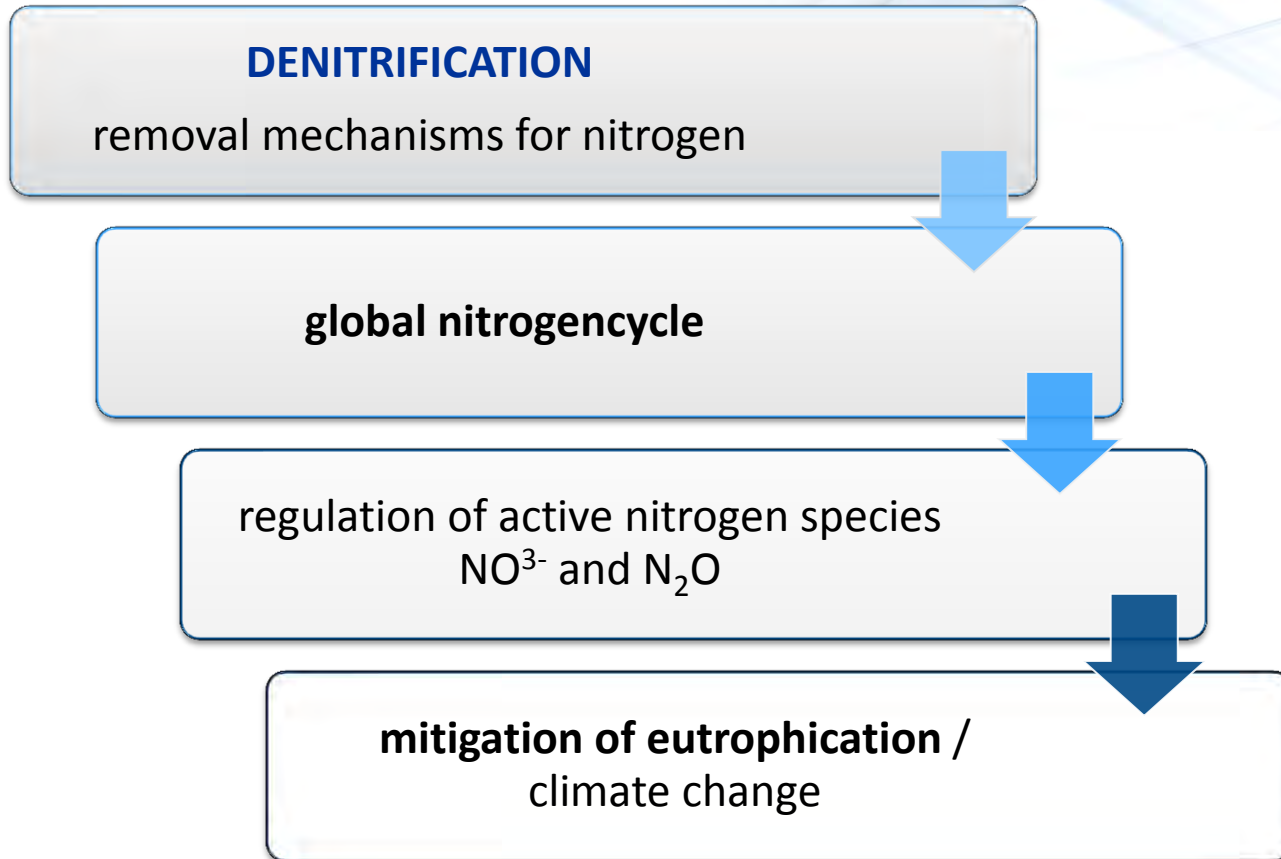 DENITRIFICATION
removal mechanisms for nitrogen
global nitrogencycle
regulation of active nitrogen species
NO³⁻ and N₂O
mitigation of eutrophication /
climate change